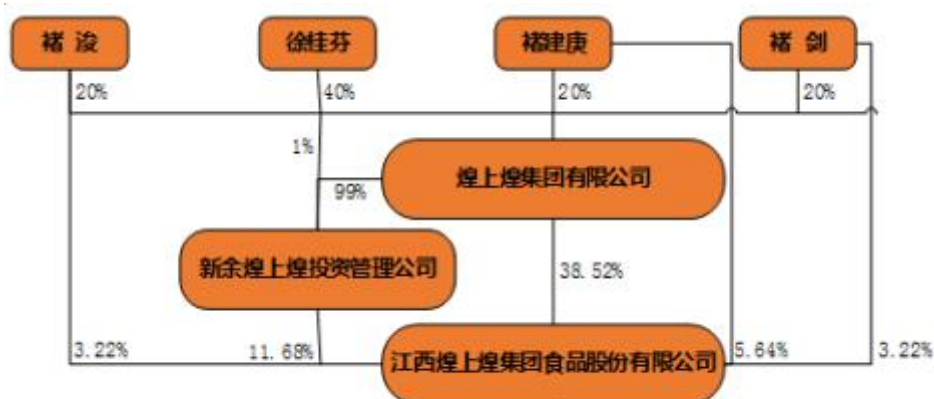 褚 浚
徐桂芬
褚建庚
褚 剑
20%
40%
20%
20%
1%
煌上煌集团有限公司
99%
新余煌上煌投资管理公司
38.52%
3.22%
11.68%
江西煌上煌集团食品股份有限公司
5.64%
3.22%